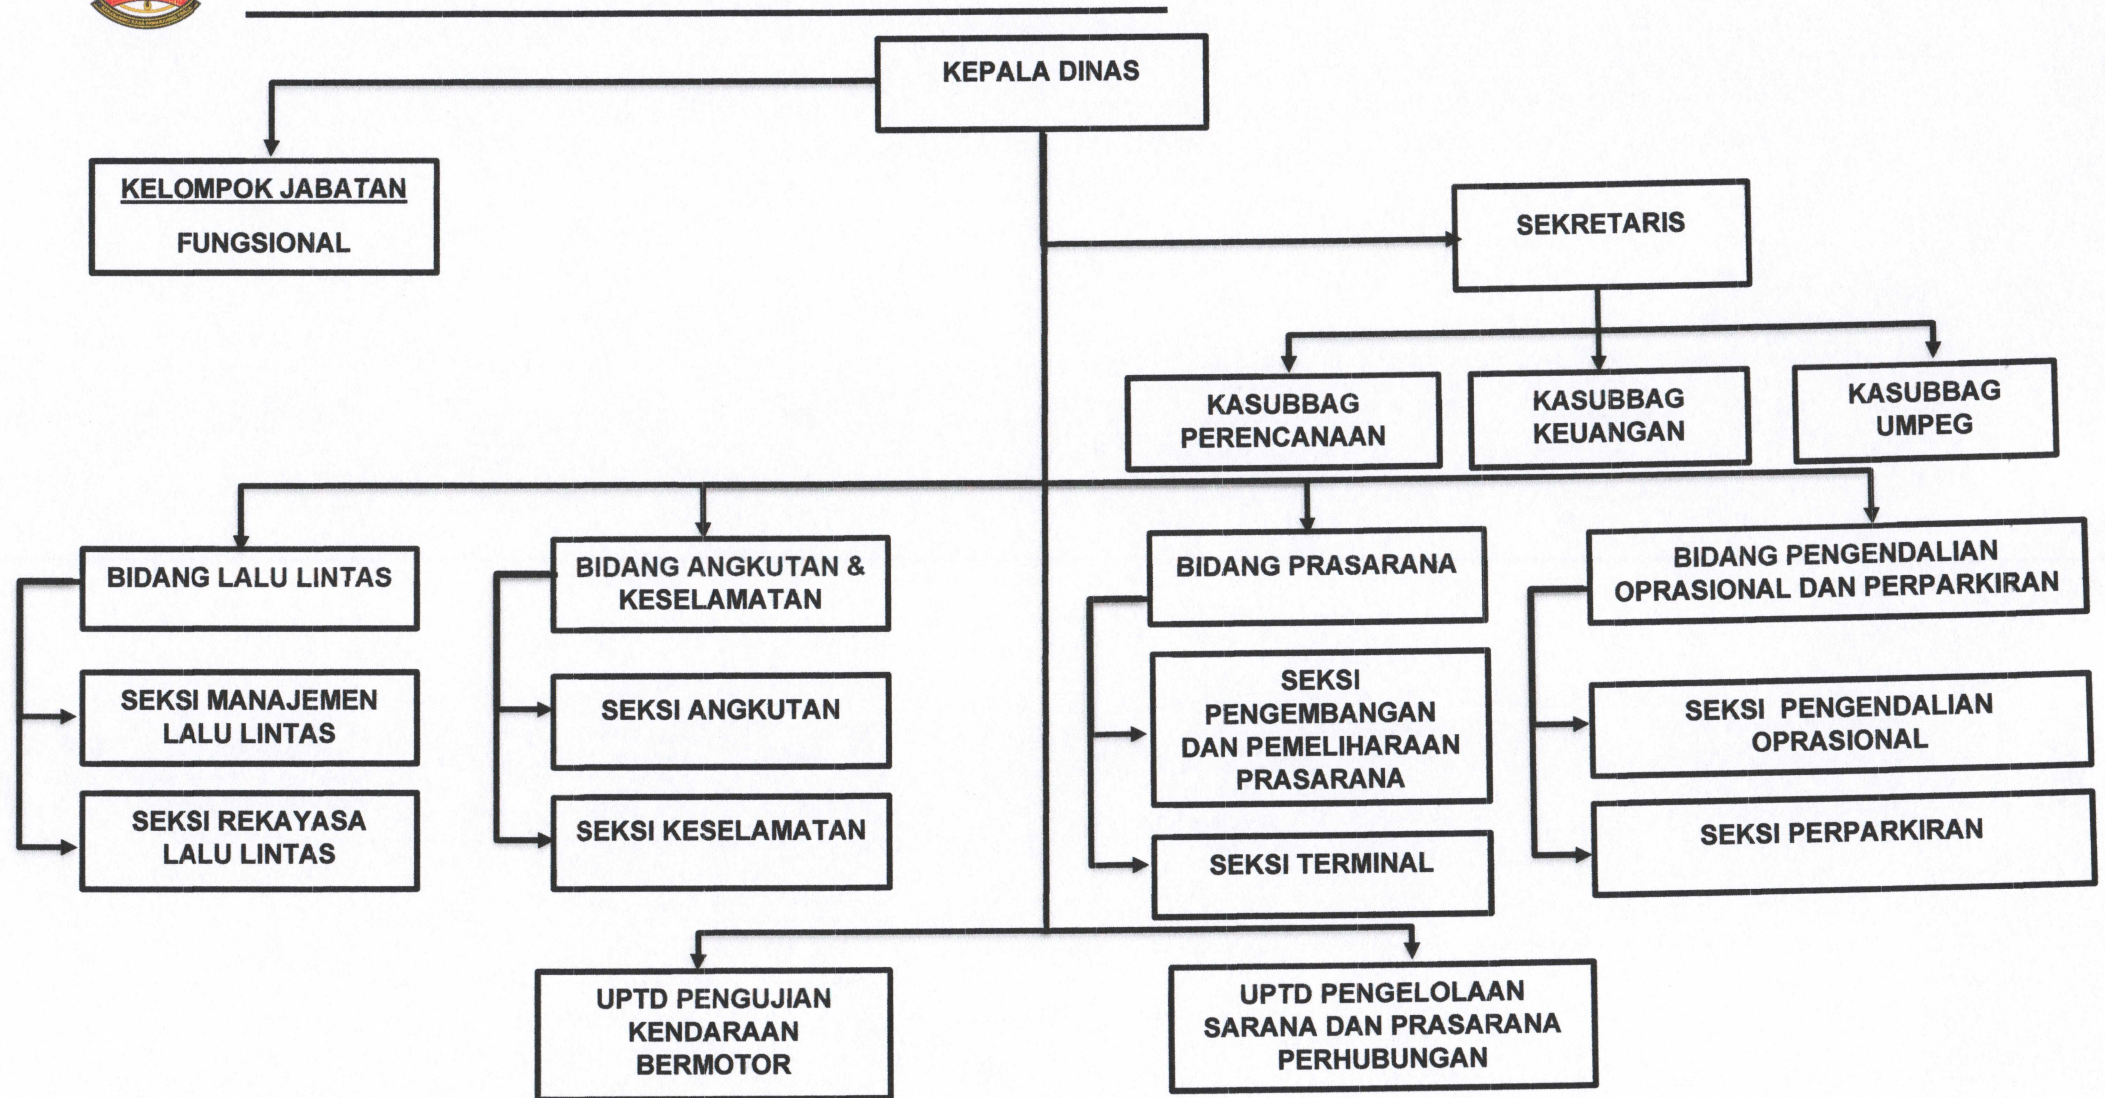 KEPALA DINAS
KELOMPOK JABATAN
FUNGSIONAL
SEKRETARIS
KASUBBAG
PERENCANAAN
KASUBBAG
KEUANGAN
KASUBBAG
UMPEG
BIDANG LALU LINTAS
BIDANG ANGKUTAN &
KESELAMATAN
BIDANG PRASARANA
BIDANG PENGENDALIAN
OPRASIONAL DAN PERPARKIRAN
SEKSI MANAJEMEN
LALU LINTAS
SEKSI ANGKUTAN
SEKSI
PENGEMBANGAN
DAN PEMELIHARAAN
PRASARANA
SEKSI PENGENDALIAN
OPRASIONAL
SEKSI REKAYASA
LALU LINTAS
SEKSI KESELAMATAN
SEKSI TERMINAL
SEKSI PERPARKIRAN
UPTD PENGUJIAN
KENDARAAN
BERMOTOR
UPTD PENGELOLAAN
SARANA DAN PRASARANA
PERHUBUNGAN